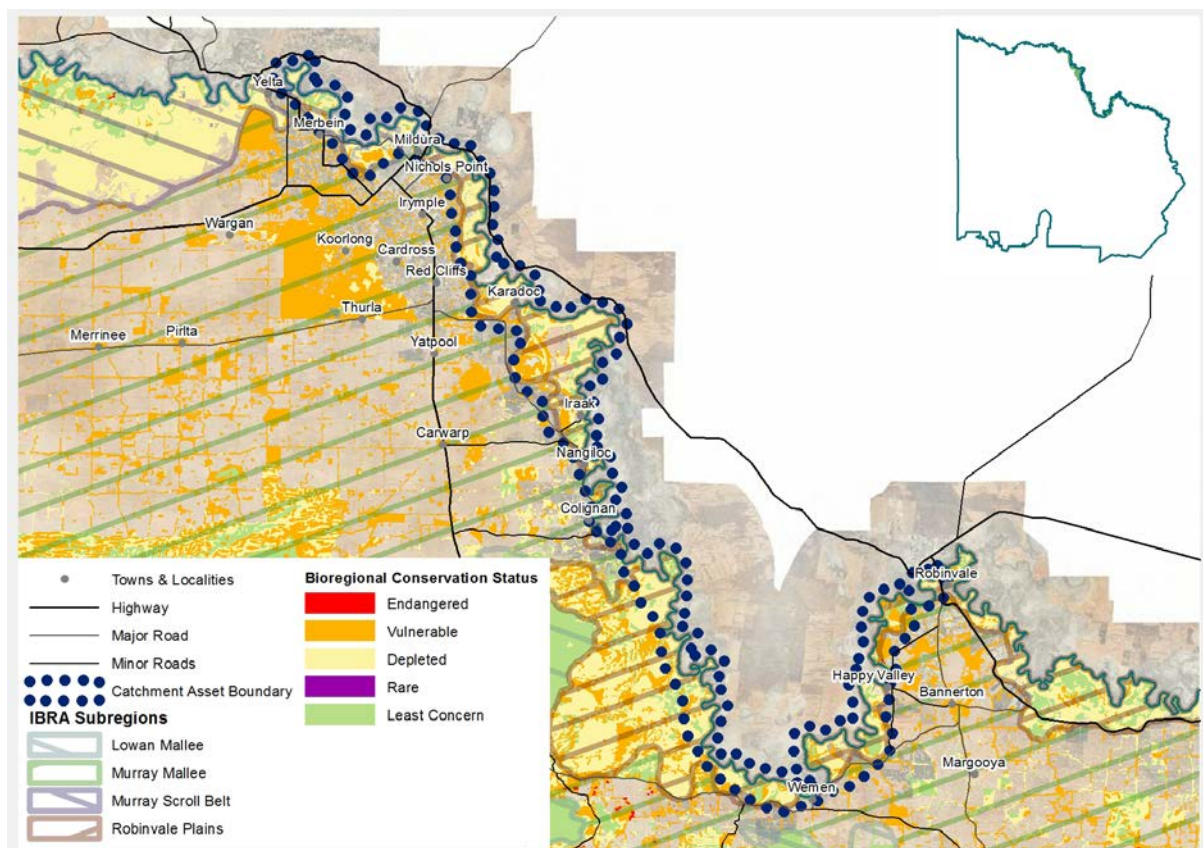 Yelta
Merbein
Mildura
Nichols Point
Irymple
Wargan
Koorlong
Cardross
Red Cliffs
Karadoc
Thurla
Merrinee
Pirlta
Yatpool
Iraak
Carwarp
Nangiloc
Colignan
Robinvale
Happy Valley
Bannerton
Margooya
Wemen
Towns & Localities
Highway
Major Road
Minor Roads
Catchment Asset Boundary
IBRA Subregions
Lowan Mallee
Murray Mallee
Murray Scroll Belt
Robinvale Plains
Bioregional Conservation Status
Endangered
Vulnerable
Depleted
Rare
Least Concern